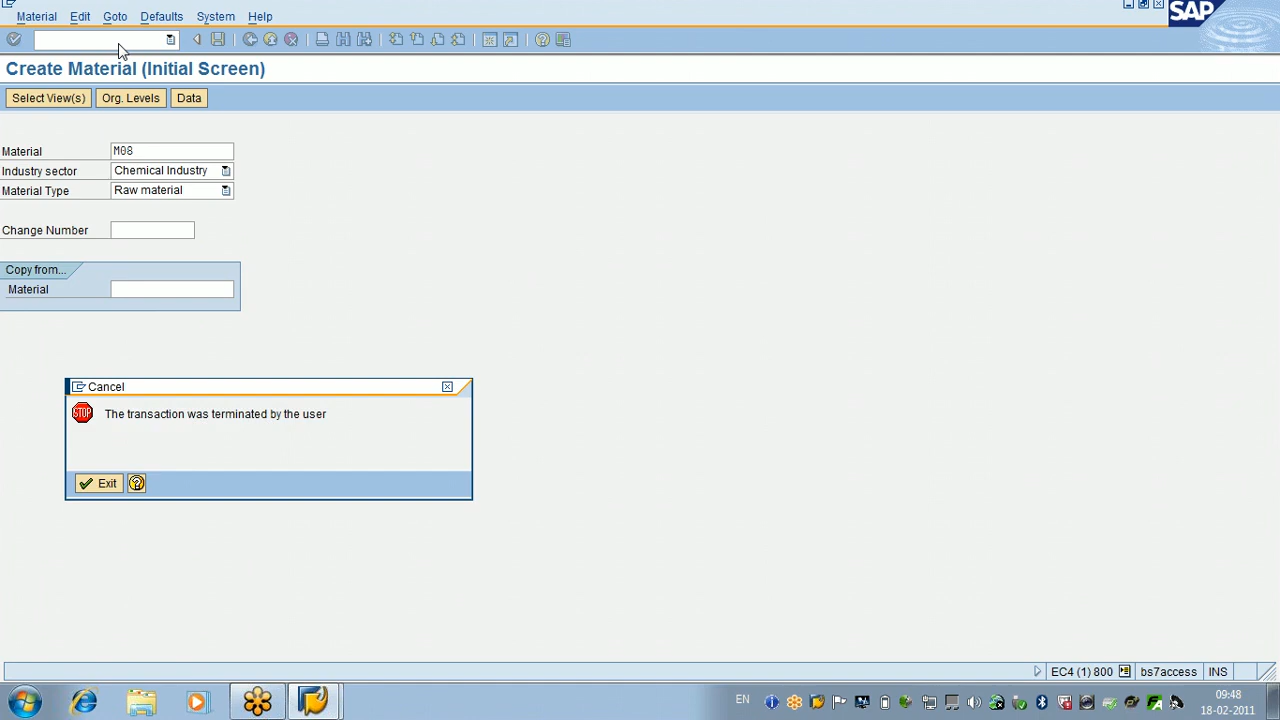 Material Edit Goto Defaults System Help
SAP
Create Material (Initial Screen)
Select View(s) Org. Levels Data
Material M08
Industry sector Chemical Industry
Material Type Raw material
Change Number
Copy from...
Material
Cancel
STOP The transaction was terminated by the user
Exit
EC4 (1) 800 bs7access INS
EN 09:48
18-02-2011